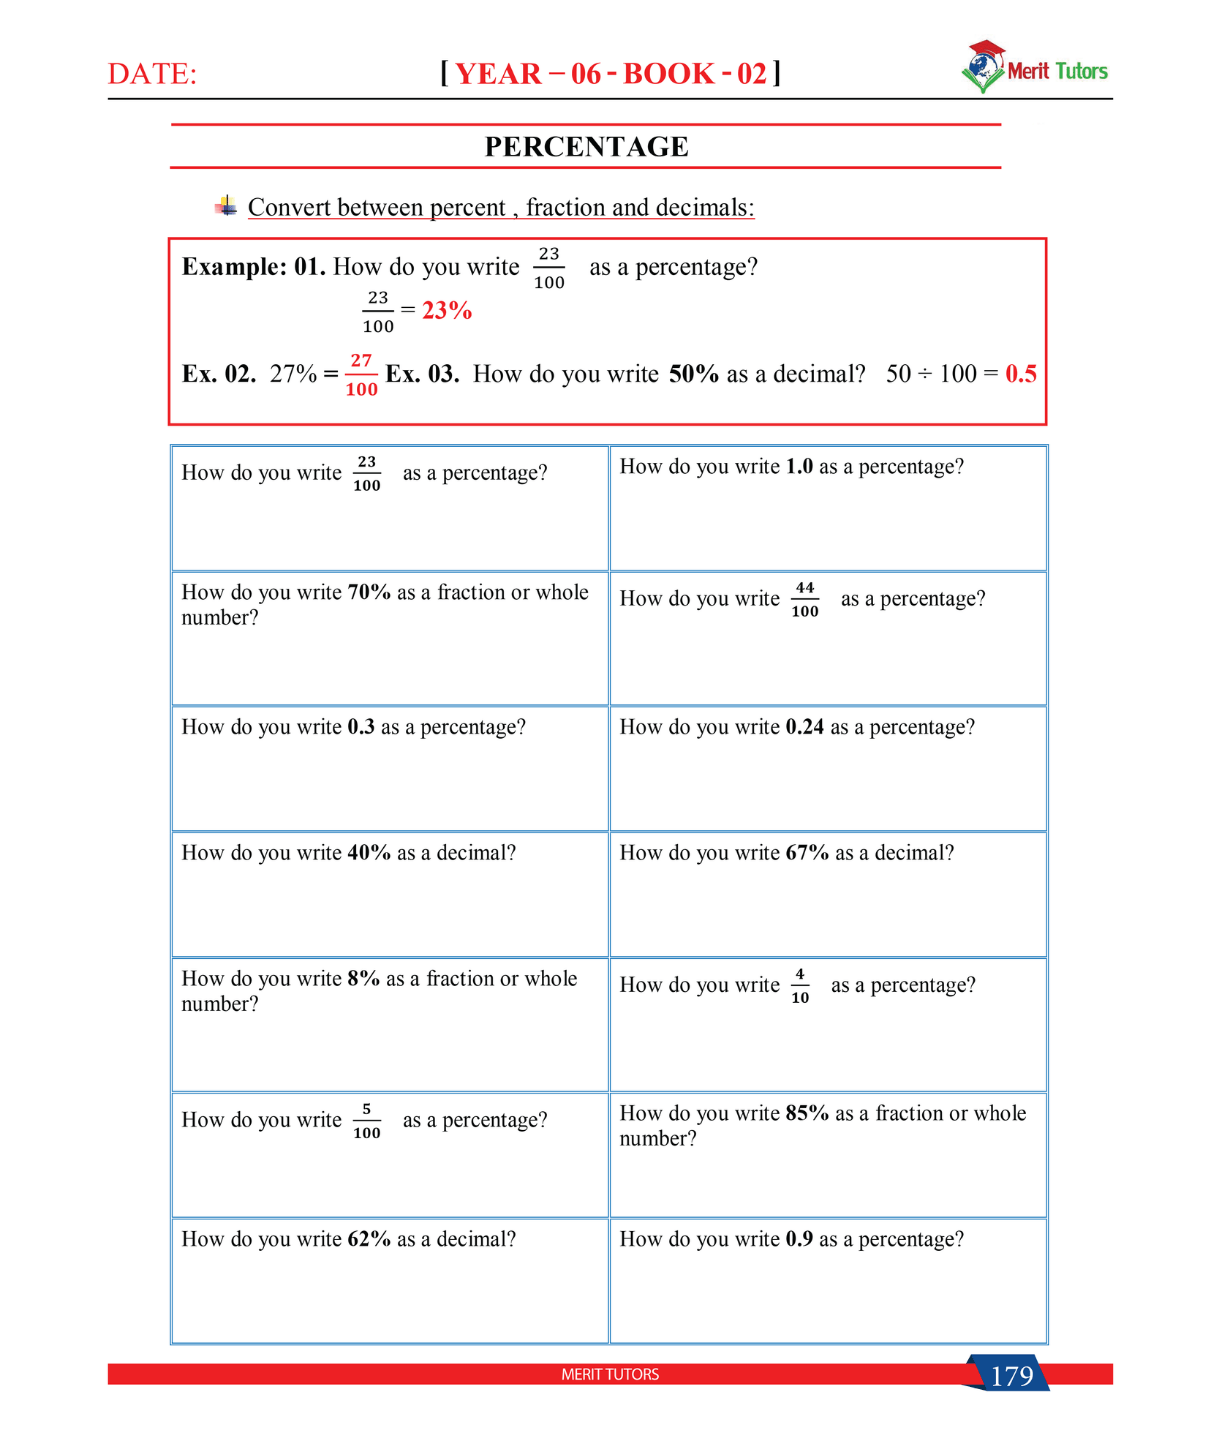 DATE:
[ YEAR – 06 - BOOK - 02 ]
Merit Tutors
PERCENTAGE
Convert between percent , fraction and decimals:
Example: 01. How do you write 23/100 as a percentage?
23/100 = 23%
Ex. 02. 27% = 27/100 Ex. 03. How do you write 50% as a decimal? 50 ÷ 100 = 0.5
How do you write 23/100 as a percentage?
How do you write 1.0 as a percentage?
How do you write 70% as a fraction or whole
number?
How do you write 44/100 as a percentage?
How do you write 0.3 as a percentage?
How do you write 0.24 as a percentage?
How do you write 40% as a decimal?
How do you write 67% as a decimal?
How do you write 8% as a fraction or whole
number?
How do you write 4/10 as a percentage?
How do you write 5/100 as a percentage?
How do you write 85% as a fraction or whole
number?
How do you write 62% as a decimal?
How do you write 0.9 as a percentage?
MERIT TUTORS
179